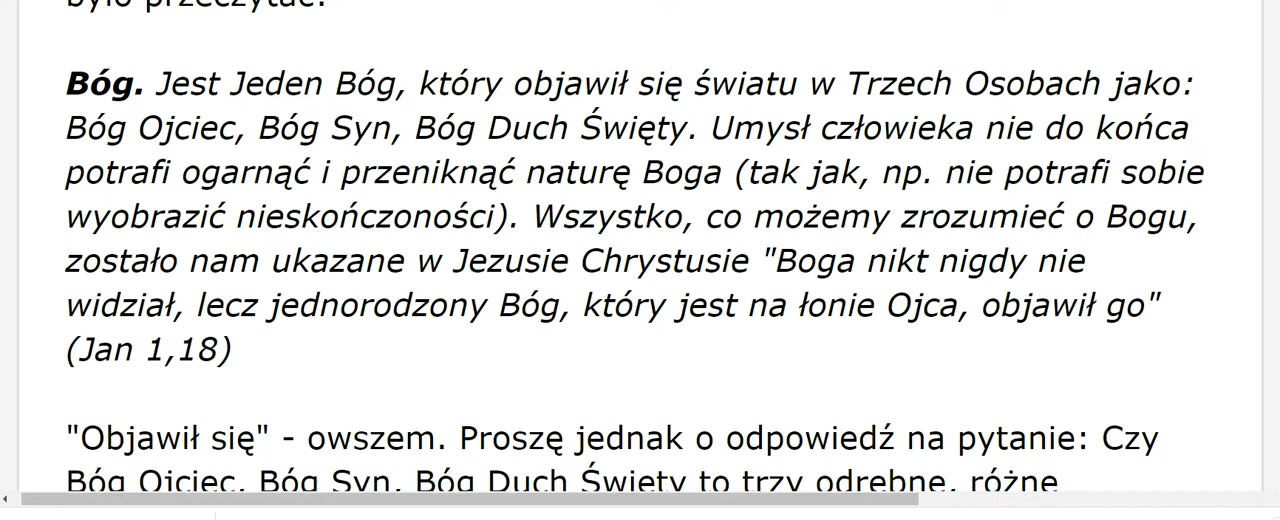 było przeczytać.
Bóg. Jest Jeden Bóg, który objawił się światu w Trzech Osobach jako:
Bóg Ojciec, Bóg Syn, Bóg Duch Święty. Umysł człowieka nie do końca
potrafi ogarnąć i przeniknąć naturę Boga (tak jak, np. nie potrafi sobie
wyobrazić nieskończoności). Wszystko, co możemy zrozumieć o Bogu,
zostało nam ukazane w Jezusie Chrystusie "Boga nikt nigdy nie
widział, lecz jednorodzony Bóg, który jest na łonie Ojca, objawił go"
(Jan 1,18)
"Objawił się" - owszem. Proszę jednak o odpowiedź na pytanie: Czy
Bóg Ojciec, Bóg Syn, Bóg Duch Święty to trzy odrębne, różne